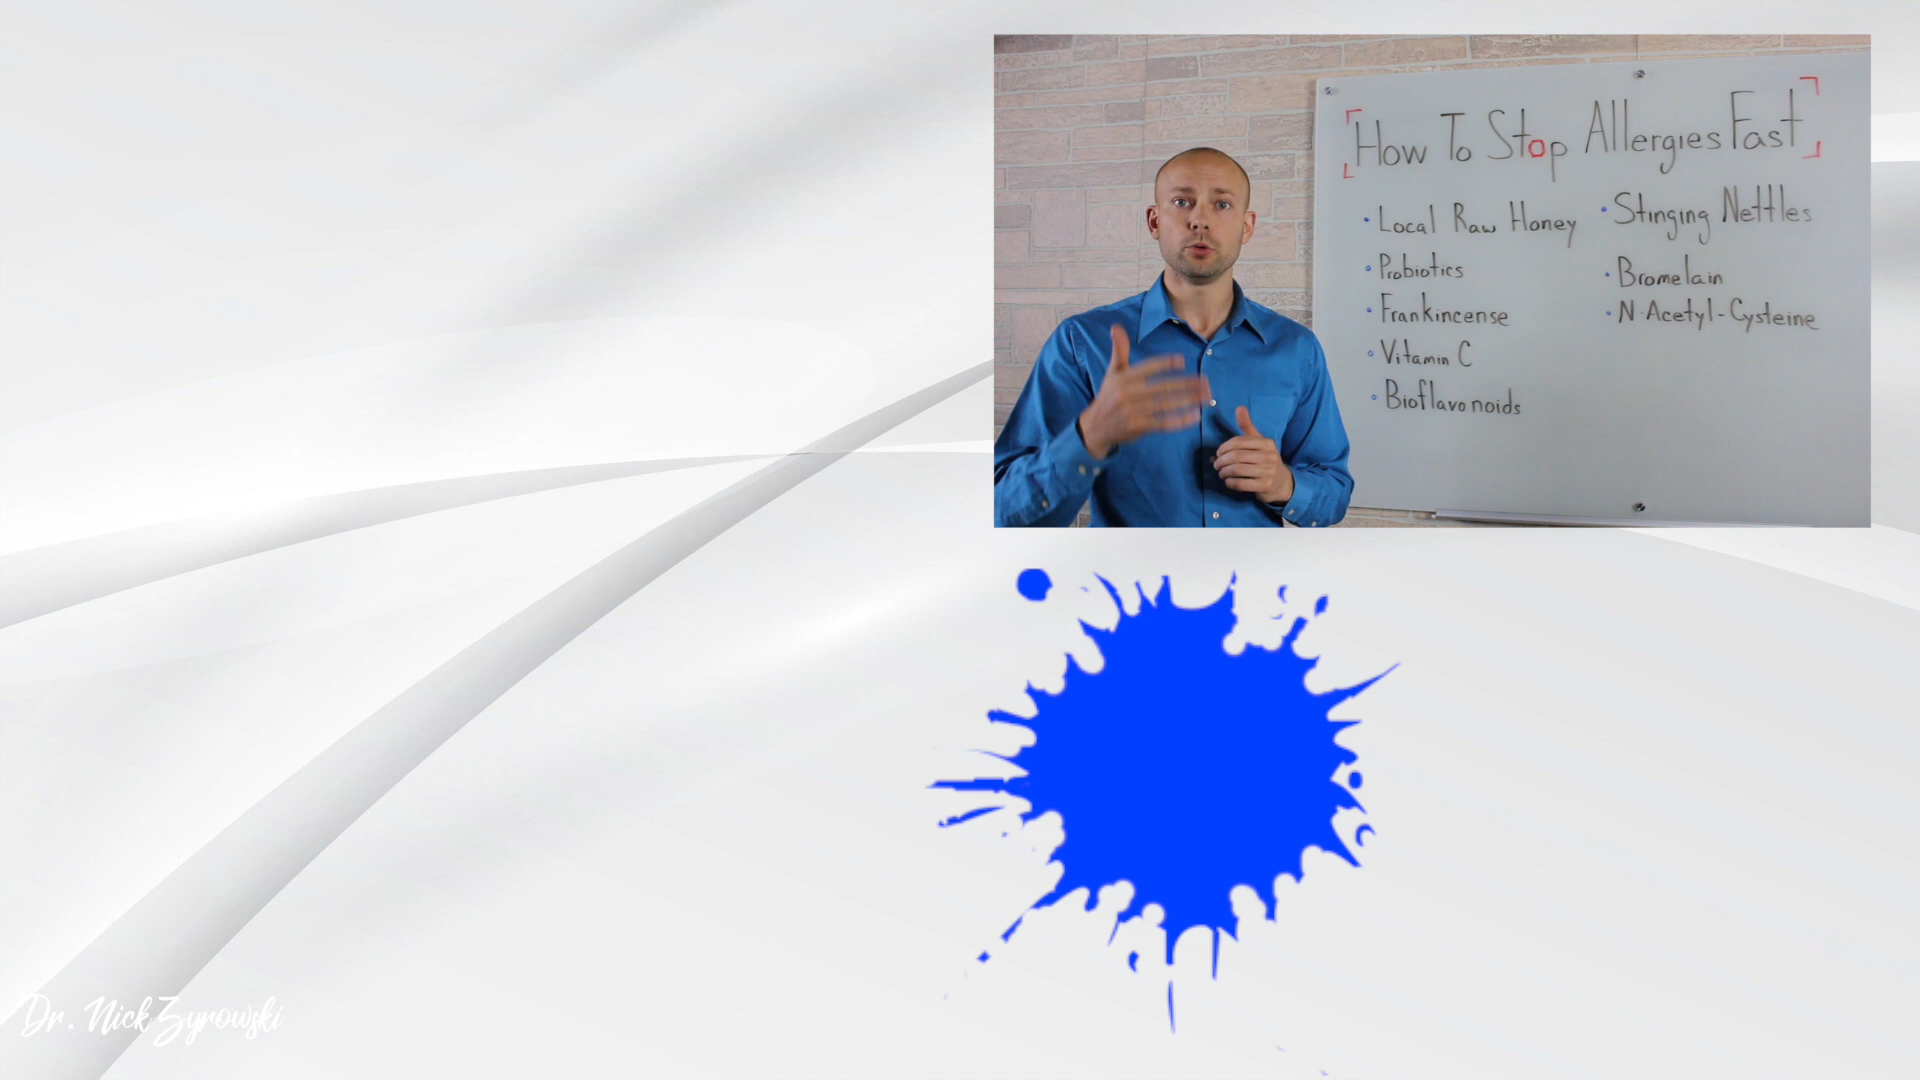 How To Stop Allergies Fast
• Local Raw Honey
• Probiotics
• Frankincense
• Vitamin C
• Bioflavonoids
• Stinging Nettles
• Bromelain
• N-Acetyl-Cysteine
Dr. Nick Zyrowski